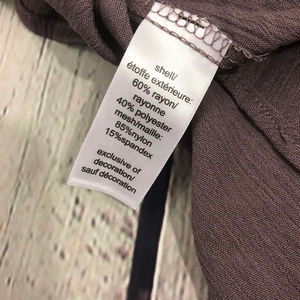 shell/
étoffe extérieure:
60% rayon/
rayonne
40% polyester
mesh/maille:
85%nylon
15%spandex
exclusive of
decoration/
sauf décoration